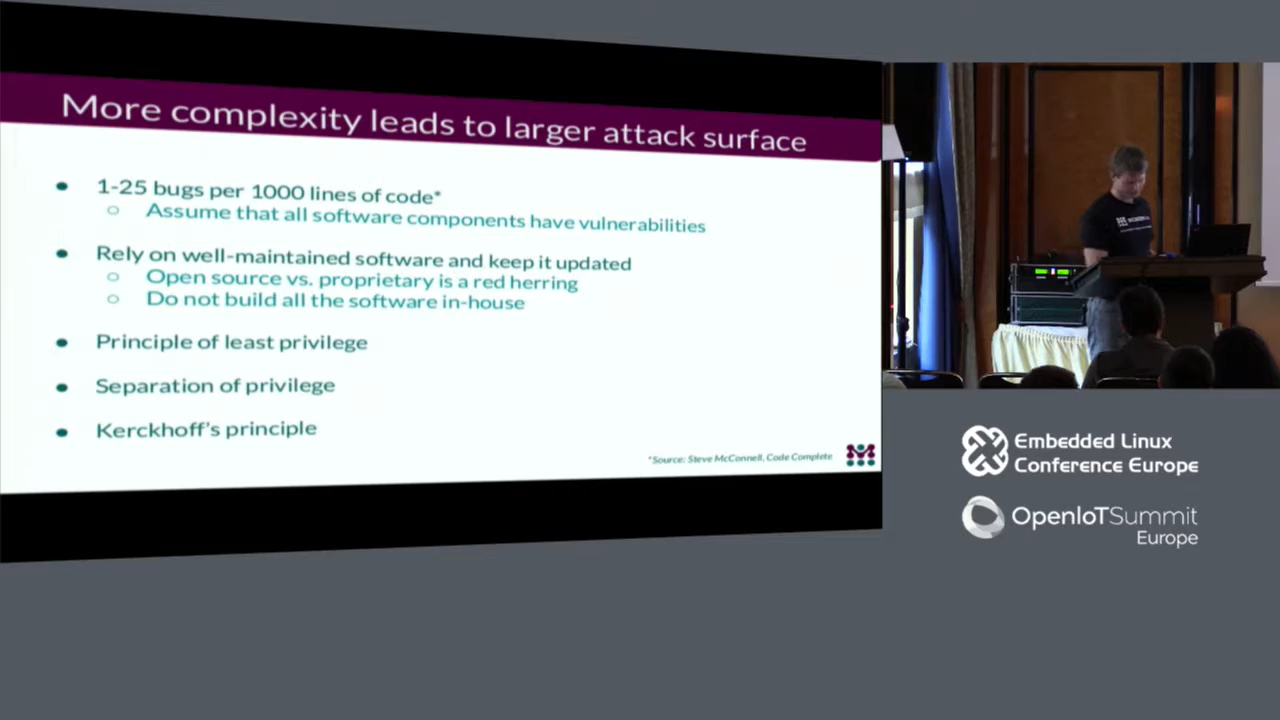 More complexity leads to larger attack surface
1-25 bugs per 1000 lines of code*
Assume that all software components have vulnerabilities
Rely on well-maintained software and keep it updated
Open source vs. proprietary is a red herring
Do not build all the software in-house
Principle of least privilege
Separation of privilege
Kerckhoff's principle
*Source: Steve McConnell, Code Complete
Embedded Linux
Conference Europe
OpenIoTSummit
Europe